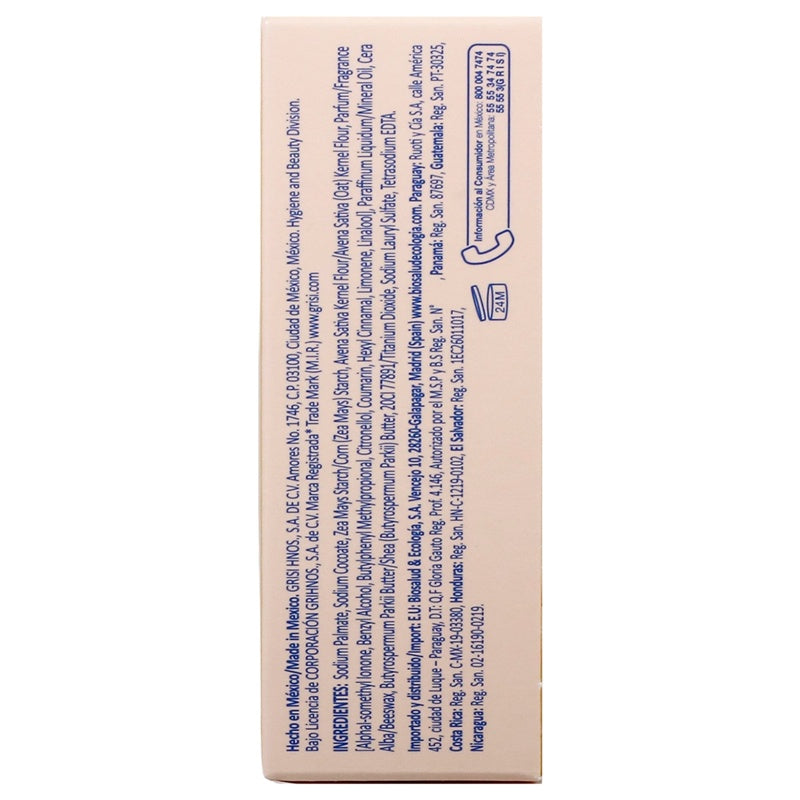 Hecho en México/Made in Mexico. GRISI HNOS, S.A. DE C.V. Amores No. 1746, C.P. 03100, Ciudad de México, México. Hygiene and Beauty Division.
Bajo Licencia de CORPORACIÓN GRIHNOS, S.A. de C.V. Marca Registrada* Trade Mark (M.I.R.) www.grisi.com
INGREDIENTES: Sodium Palmate, Sodium Cocoate, Zea Mays Starch/Corn (Zea Mays) Starch, Avena Sativa Kernel Flour/Avena Sativa (Oat) Kernel Flour, Parfum/Fragrance
[Alphal-somethyl Ionone, Benzyl Alcohol, Butylphenyl Methylpropional, Citronellol, Coumarin, Hexyl Cinnamal, Limonene, Linalool], Paraffinum Liquidum/Mineral Oil, Cera
Alba/Beeswax, Butyrospermum Parkii Butter/Shea (Butyrospermum Parkii) Butter, 20CI 77891/Titanium Dioxide, Sodium Lauryl Sulfate, Tetrasodium EDTA.
Importado y distribuido/Import: E.U: Biosalud & Ecología, S.A. Vencejo 10, 28260-Galapagar, Madrid (Spain) www.biosaludecologia.com. Paraguay: Ruoti y Cía S.A, calle América
452, ciudad de Luque – Paraguay, D.T: Q.F Gloria Gauto Reg. Prof. 4.146, Autorizado por el M.S.P y B.S Reg. San. N° , Panamá: Reg. San. 87697, Guatemala: Reg. San. PT-30325,
Costa Rica: Reg. San. C-MX-19-03380, Honduras: Reg. San. HN-C-1219-0102, El Salvador: Reg. San. 1EC26011017,
Nicaragua: Reg. San. 02-16190-0219.
24M
Información al Consumidor en México: 800 004 7474
CDMX y Área Metropolitana: 55 55 34 74 74
55 55 3(G R I S I)